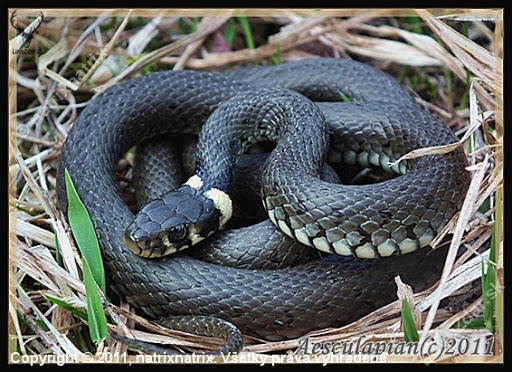 Copyright © 2011, natrixnatrix . Všetky práva vyhradené.
Aesculapian(c)2011